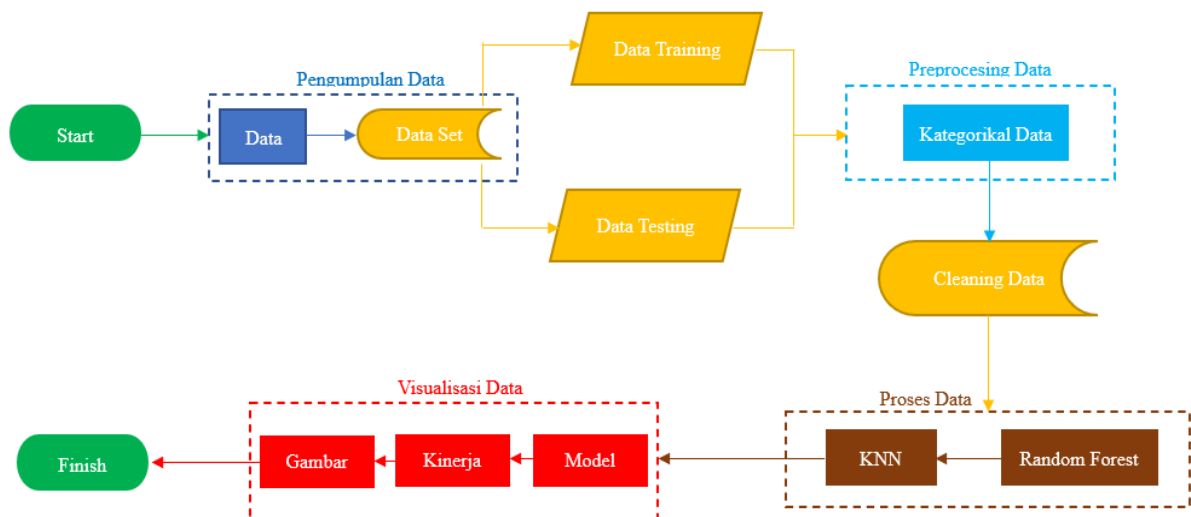 Start
Pengumpulan Data
Data
Data Set
Data Training
Data Testing
Preprocesing Data
Kategorikal Data
Cleaning Data
Proses Data
Random Forest
KNN
Visualisasi Data
Model
Kinerja
Gambar
Finish